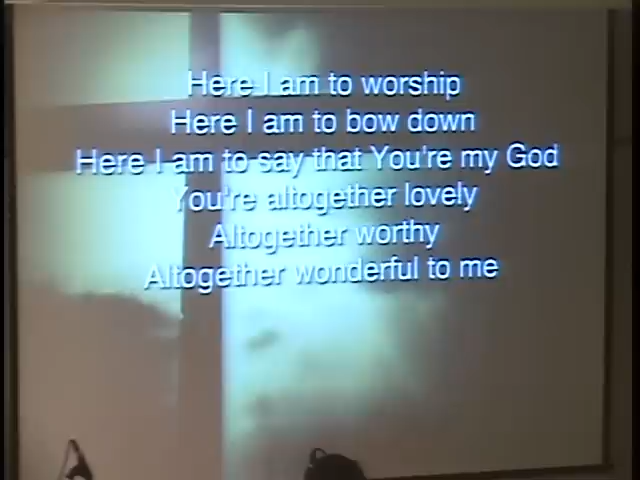 Here I am to worship
Here I am to bow down
Here I am to say that You're my God
You're altogether lovely
Altogether worthy
Altogether wonderful to me